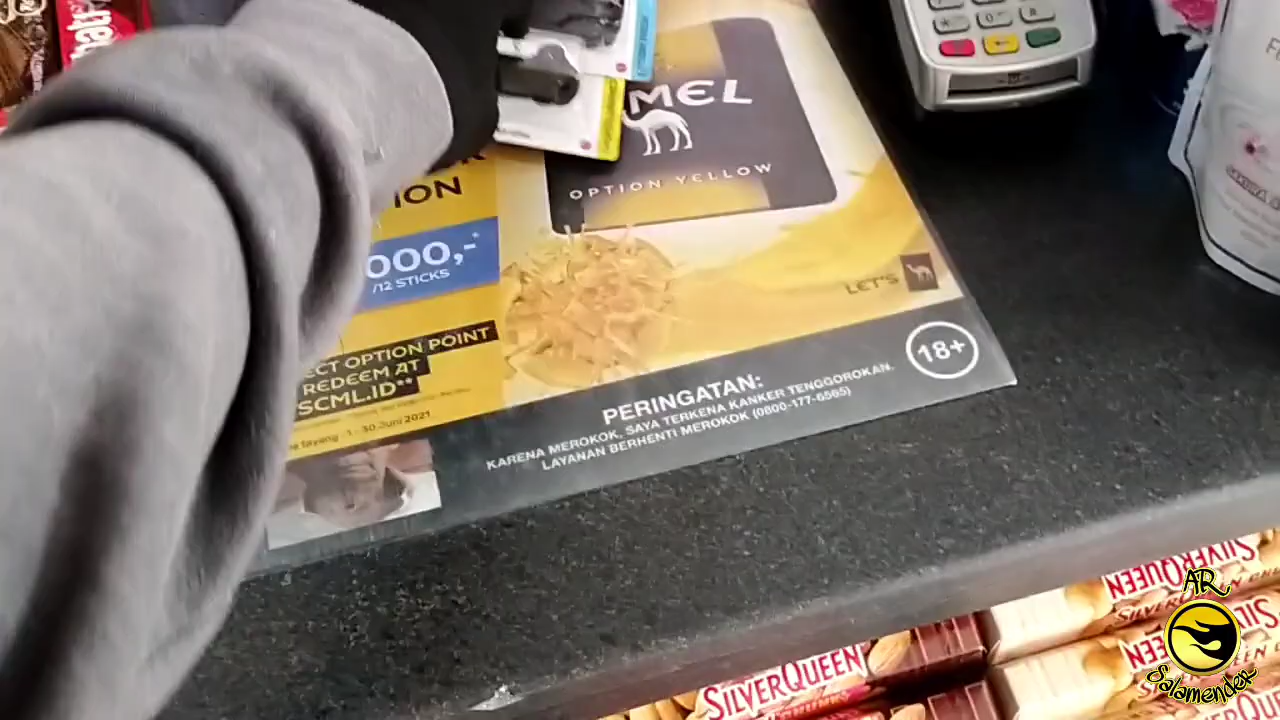 MEL
OPTION YELLOW
ION
000,-*
/12 STICKS
LET'S
ECT OPTION POINT
REDEEM AT
SCML.ID**
1 - 30 Juni 2021
18+
PERINGATAN:
KARENA MEROKOK, SAYA TERKENA KANKER TENGGOROKAN.
LAYANAN BERHENTI MEROKOK (0800-177-6565)
SILVERQUEEN
SILVERQUEEN
SILVERQUEEN
CHUNKS
AR
Salamender